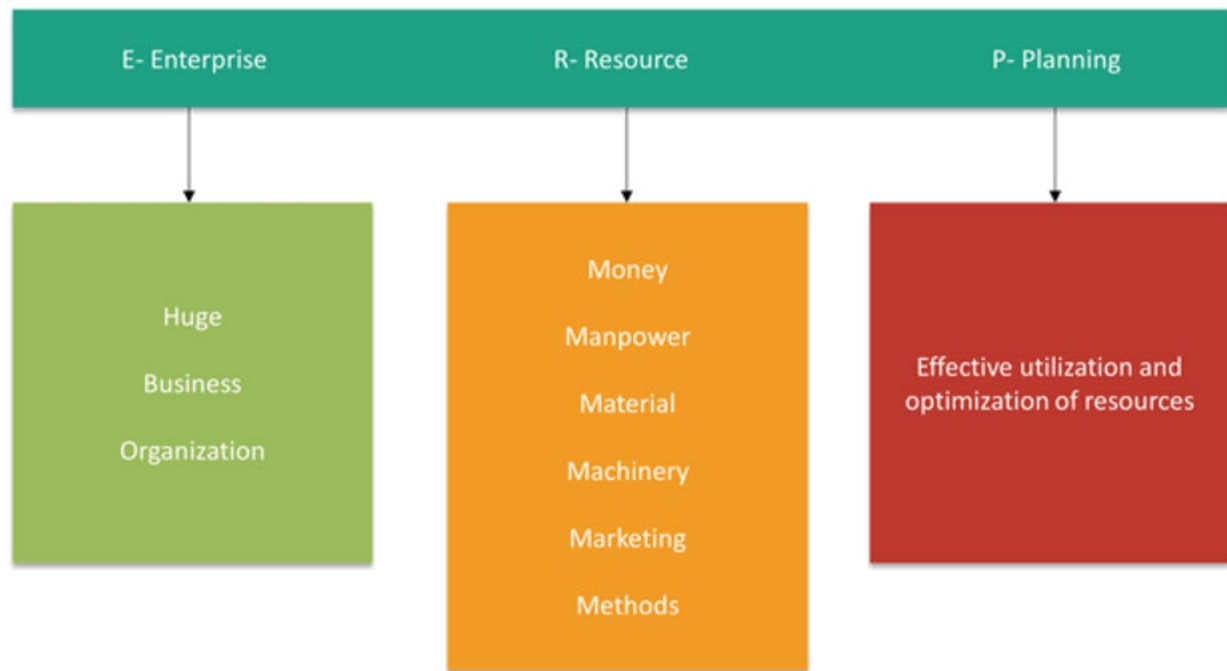 E- Enterprise
R- Resource
P- Planning
Huge
Business
Organization
Money
Manpower
Material
Machinery
Marketing
Methods
Effective utilization and
optimization of resources